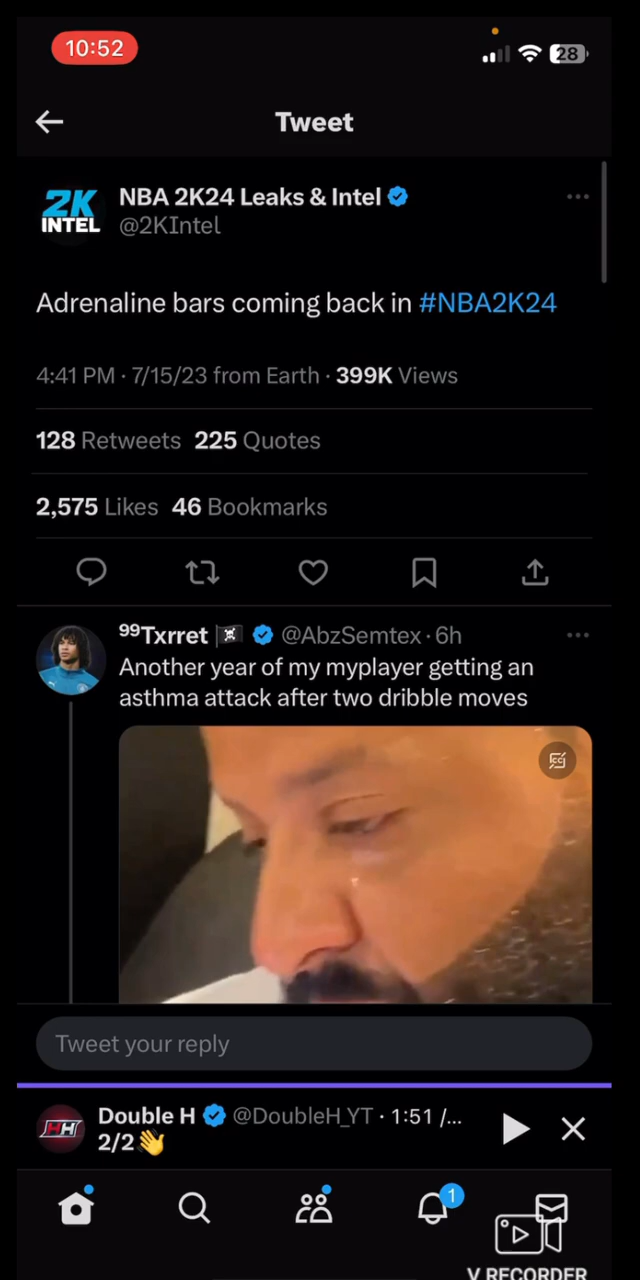 10:52
28
Tweet
2K
INTEL
NBA 2K24 Leaks & Intel
@2KIntel
Adrenaline bars coming back in #NBA2K24
4:41 PM · 7/15/23 from Earth · 399K Views
128 Retweets 225 Quotes
2,575 Likes 46 Bookmarks
⁹⁹Txrret |🏴‍☠️ @AbzSemtex · 6h
Another year of my myplayer getting an
asthma attack after two dribble moves
CC
Tweet your reply
HH
Double H @DoubleH_YT · 1:51 /...
2/2👋
1
V RECORDER